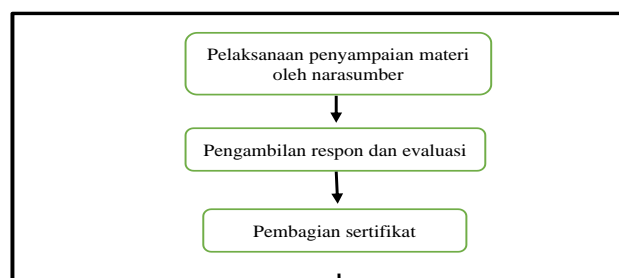 Pelaksanaan penyampaian materi
oleh narasumber
Pengambilan respon dan evaluasi
Pembagian sertifikat